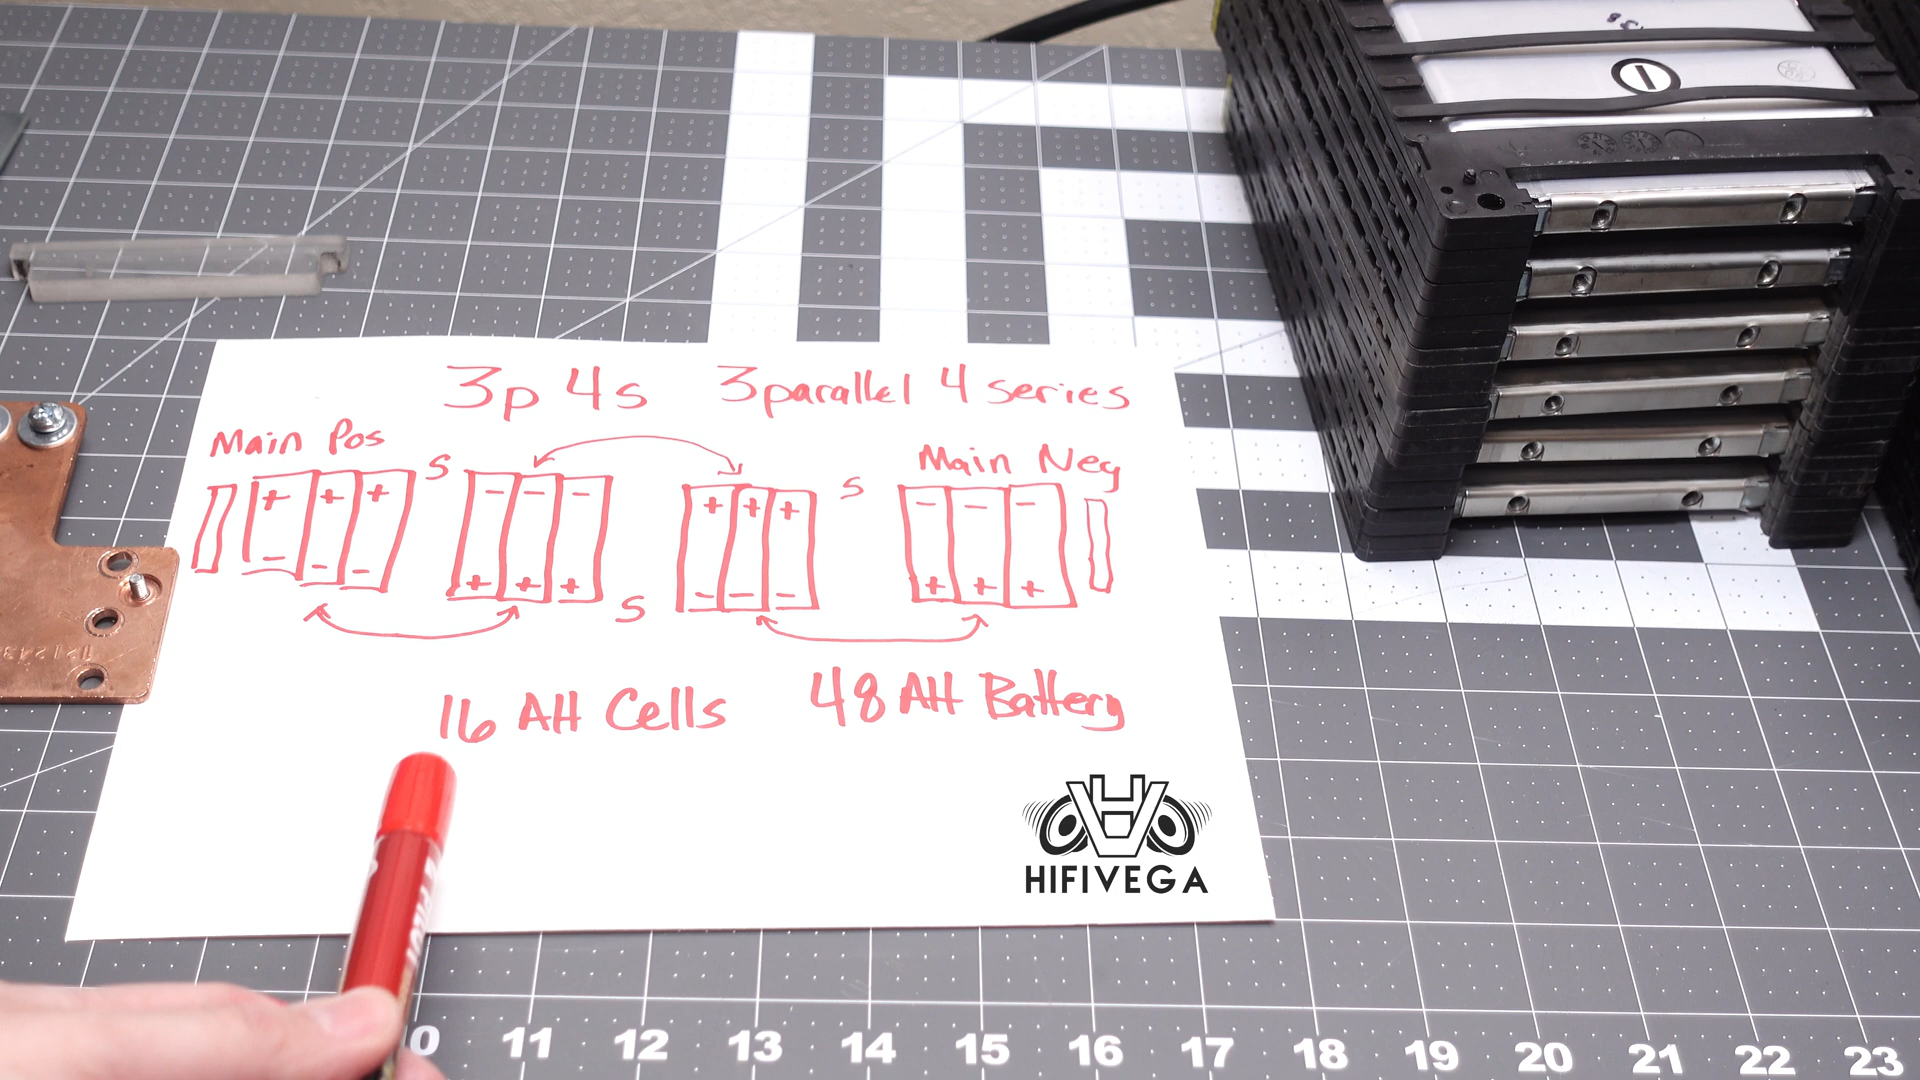 3p 4s 3parallel 4 series
Main Pos
Main Neg
S
S
+ + +
- - -
+ + +
- - -
- - -
+ + +
- - -
+ + +
S
16 AH Cells 48 AH Battery
HIFIVEGA
10 11 12 13 14 15 16 17 18 19 20 21 22 23